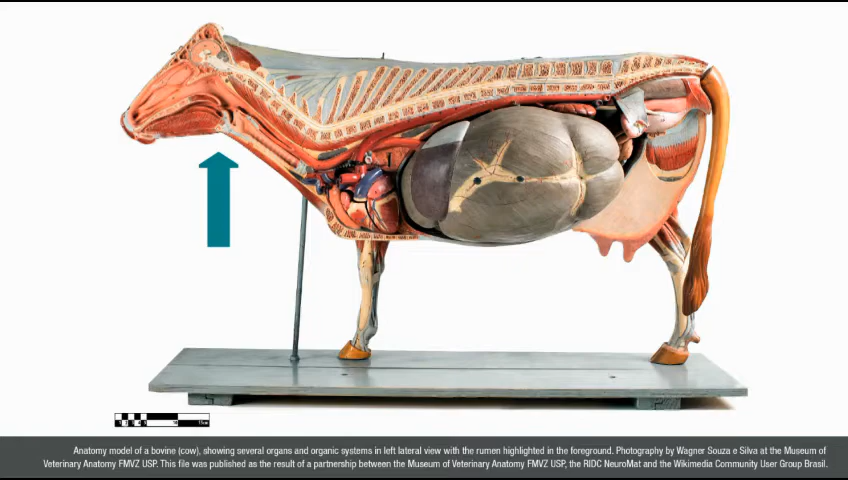 Anatomy model of a bovine (cow), showing several organs and organic systems in left lateral view with the rumen highlighted in the foreground. Photography by Wagner Souza e Silva at the Museum of
Veterinary Anatomy FMVZ USP. This file was published as the result of a partnership between the Museum of Veterinary Anatomy FMVZ USP, the RIDC NeuroMat and the Wikimedia Community User Group Brasil.